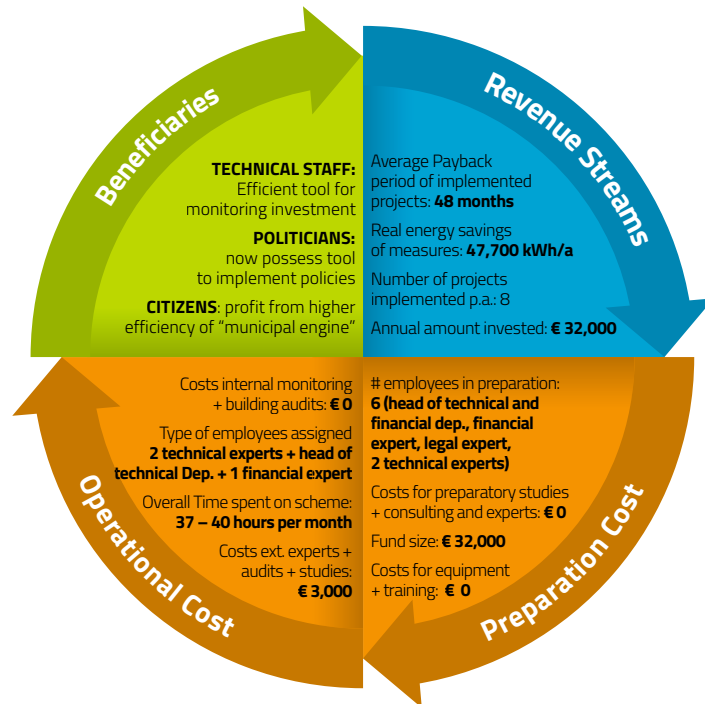 Beneficiaries
TECHNICAL STAFF:
Efficient tool for
monitoring investment
POLITICIANS:
now possess tool
to implement policies
CITIZENS: profit from higher
efficiency of “municipal engine”
Revenue Streams
Average Payback
period of implemented
projects: 48 months
Real energy savings
of measures: 47,700 kWh/a
Number of projects
implemented p.a.: 8
Annual amount invested: € 32,000
Operational Cost
Costs internal monitoring
+ building audits: € 0
Type of employees assigned
2 technical experts + head of
technical Dep. + 1 financial expert
Overall Time spent on scheme:
37 – 40 hours per month
Costs ext. experts +
audits + studies:
€ 3,000
Preparation Cost
# employees in preparation:
6 (head of technical and
financial dep., financial
expert, legal expert,
2 technical experts)
Costs for preparatory studies
+ consulting and experts: € 0
Fund size: € 32,000
Costs for equipment
+ training: € 0